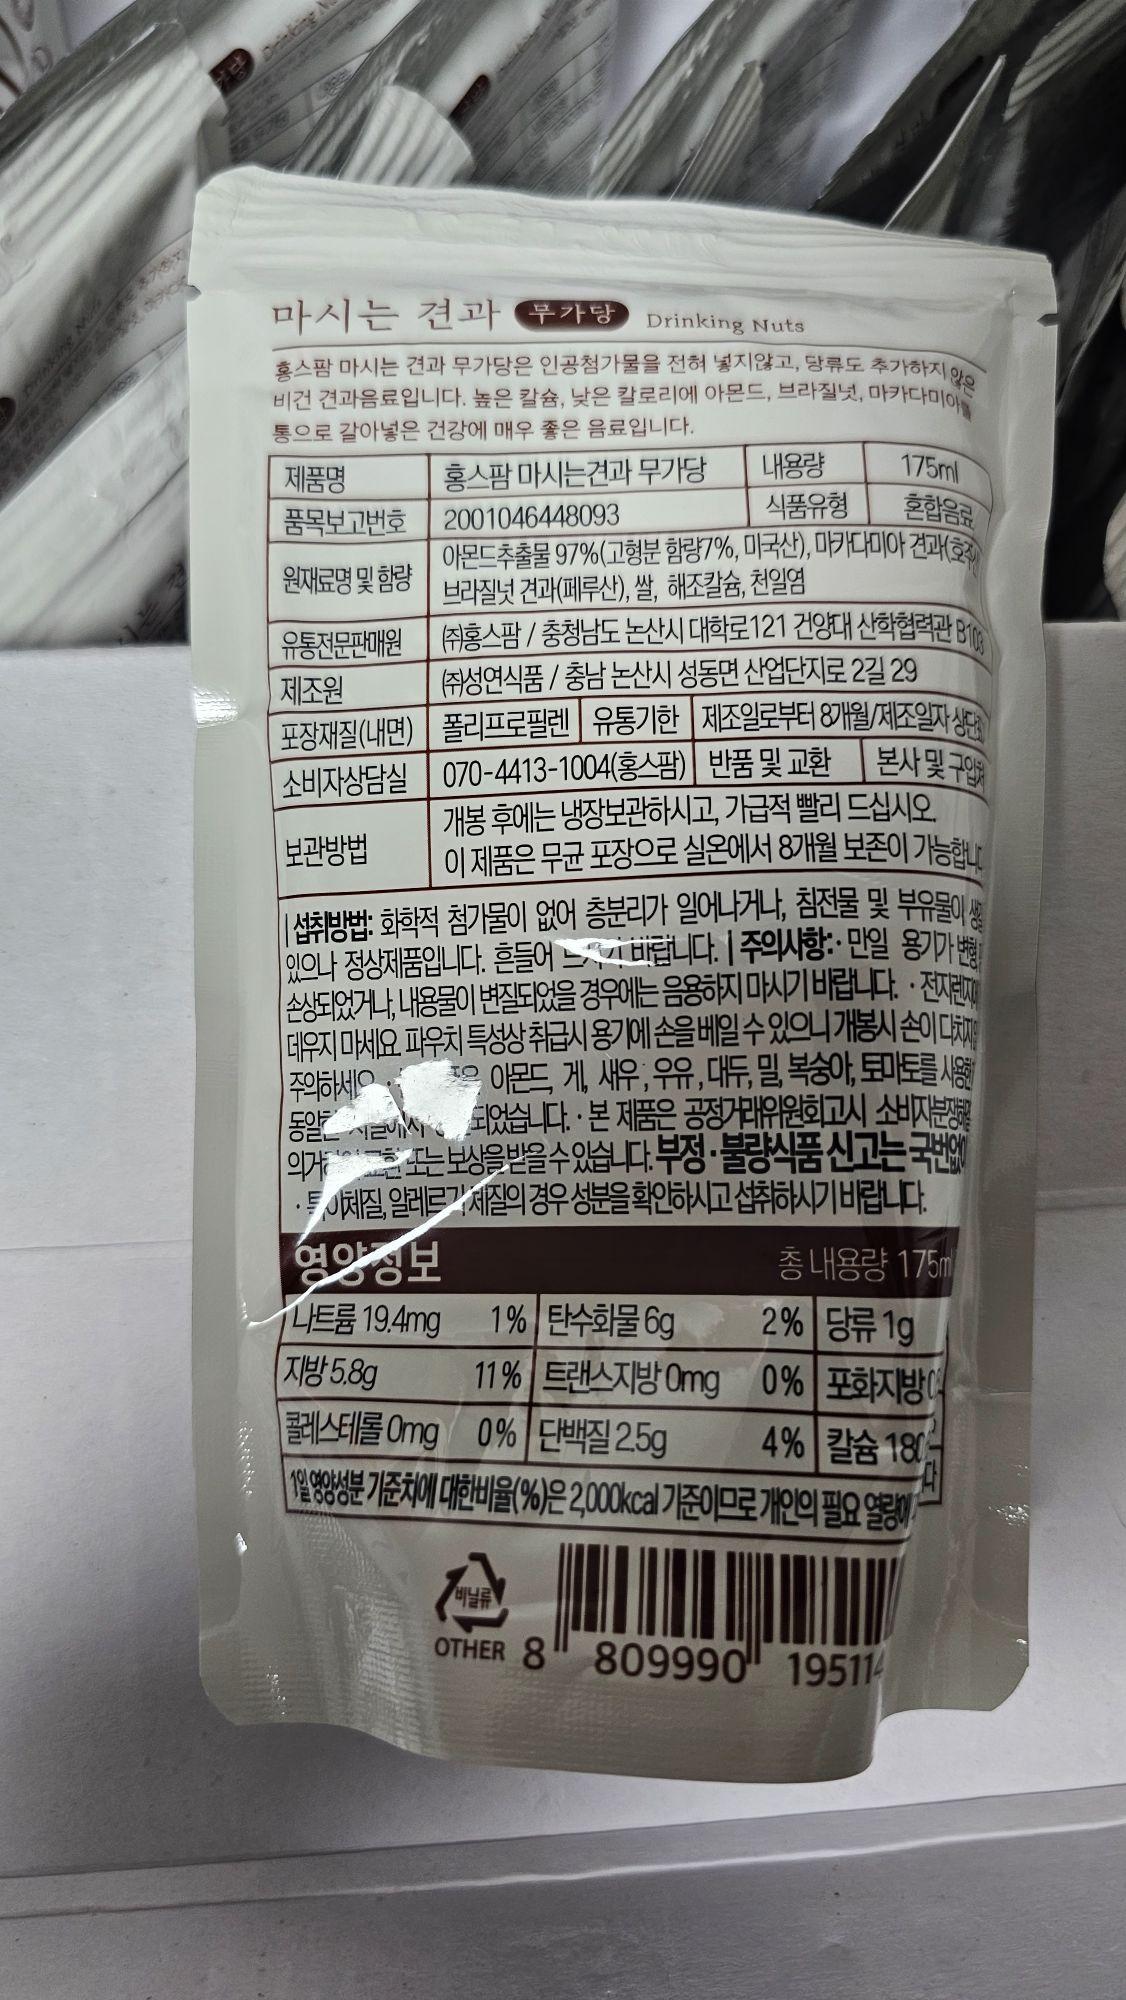 마시는 견과 무가당 Drinking Nuts
홍스팜 마시는 견과 무가당은 인공첨가물을 전혀 넣지않고, 당류도 추가하지 않은
비건 견과음료입니다. 높은 칼슘, 낮은 칼로리에 아몬드, 브라질넛, 마카다미아를
통으로 갈아넣은 건강에 매우 좋은 음료입니다.
제품명 홍스팜 마시는견과 무가당 내용량 175ml
품목보고번호 2001046448093 식품유형 혼합음료
원재료명 및 함량 아몬드추출물 97%(고형분 함량7%, 미국산), 마카다미아 견과(호주산
브라질넛 견과(페루산), 쌀, 해조칼슘, 천일염
유통전문판매원 ㈜홍스팜 / 충청남도 논산시 대학로121 건양대 산학협력관 B103
제조원 ㈜성연식품 / 충남 논산시 성동면 산업단지로 2길 29
포장재질(내면) 폴리프로필렌 유통기한 제조일로부터 8개월/제조일자 상단
소비자상담실 070-4413-1004(홍스팜) 반품 및 교환 본사 및 구입처
보관방법 개봉 후에는 냉장보관하시고, 가급적 빨리 드십시오.
이 제품은 무균 포장으로 실온에서 8개월 보존이 가능합니다
| 섭취방법: 화학적 첨가물이 없어 층분리가 일어나거나, 침전물 및 부유물이
있으나 정상제품입니다. 흔들어 바랍니다. | 주의사항: · 만일 용기가
손상되었거나, 내용물이 변질되었을 경우에는 음용하지 마시기 바랍니다. · 전자렌지에
데우지 마세요 파우치 특성상 취급시 용기에 손을 베일 수 있으니 개봉시 손이
주의하세요 · 아몬드, 게, 새우, 우유, 대두, 밀, 복숭아, 토마토를 사용한
되었습니다. · 본 제품은 공정거래위원회고시 소비자분쟁해결
교환 또는 보상을 받을 수 있습니다. 부정·불량식품 신고는 국번없이
· 특이체질, 알레르기 체질의 경우 성분을 확인하시고 섭취하시기 바랍니다.
영양정보 총 내용량 175ml
나트륨 19.4mg 1% 탄수화물 6g 2% 당류 1g
지방 5.8g 11% 트랜스지방 0mg 0% 포화지방
콜레스테롤 0mg 0% 단백질 2.5g 4% 칼슘 180
1일 영양성분 기준치에 대한 비율(%)은 2,000kcal 기준이므로 개인의 필요 열량에
비닐류
OTHER 8 809990 195114